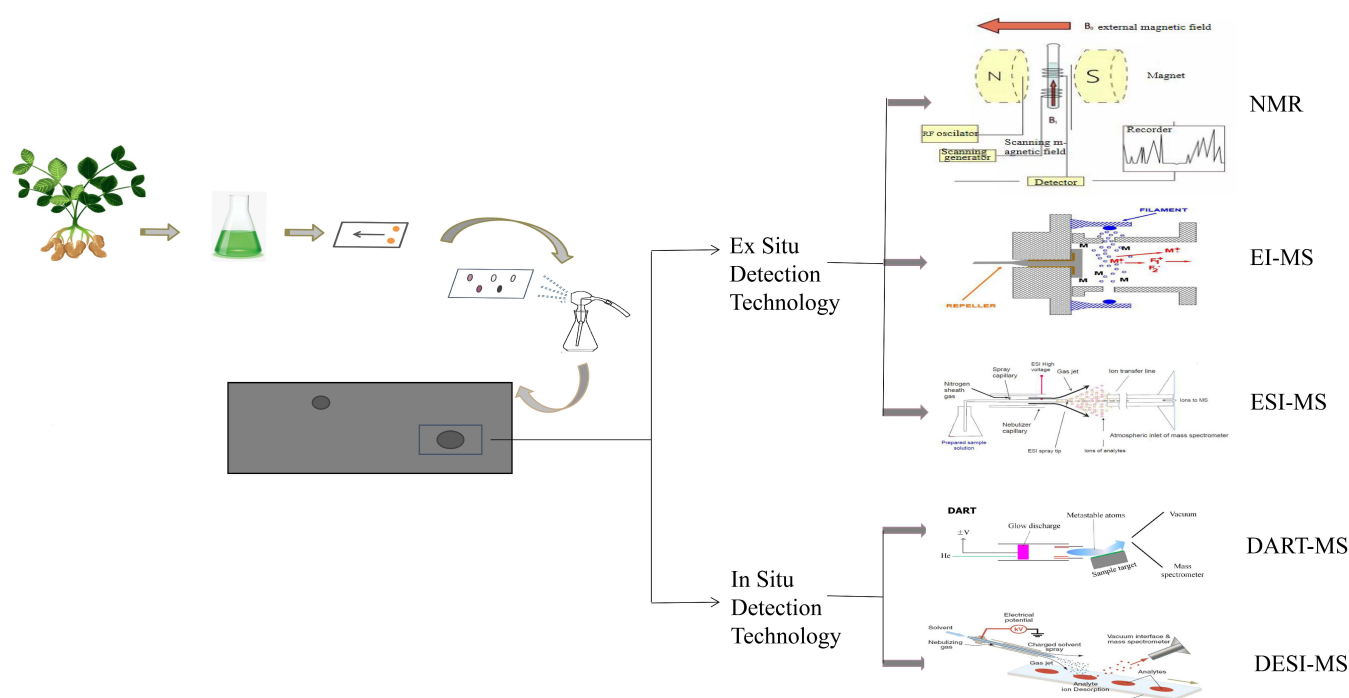 B₀ external magnetic field
N
S
Magnet
B₁
NMR
RF oscilator
Scanning
generator
Scanning m-
agnetic field
Recorder
Detector
FILAMENT
M
M
M
M
M
M
M+
M+
F₁+
F₂-
REPELLER
EI-MS
Ex Situ
Detection
Technology
Nitrogen
sheath
gas
Spray
capillary
ESI High
voltage
Gas jet
Ion transfer
line
Ions to MS
Nebulizer
capillary
Atmospheric inlet of mass spectrometer
Prepared sample
solution
ESI spray tip
Ions of analytes
ESI-MS
DART
±V
He
Glow discharge
Metastable atoms
Vacuum
Sample target
Mass
spectrometer
DART-MS
In Situ
Detection
Technology
Electrical
potential
kV
Solvent
Nebulizing
gas
Charged solvent
spray
Vacuum interface &
mass spectrometer
Gas jet
Analyte
ion Desorption
Analytes
DESI-MS